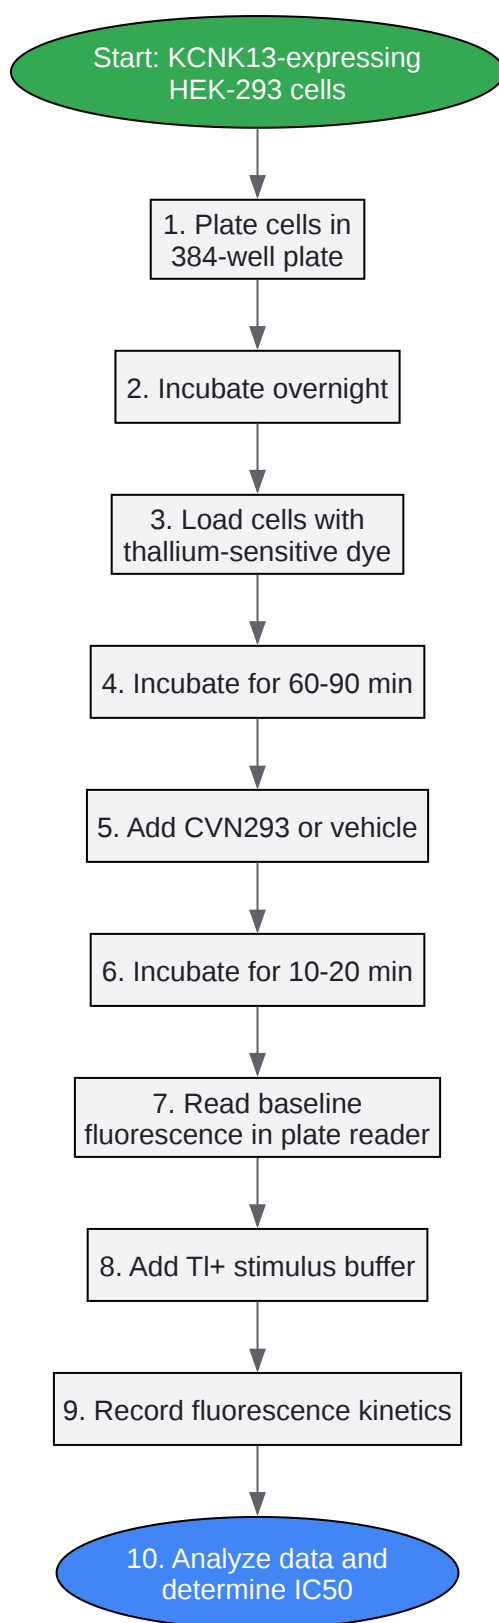 Start: KCNK13-expressing
HEK-293 cells
1. Plate cells in
384-well plate
2. Incubate overnight
3. Load cells with
thallium-sensitive dye
4. Incubate for 60-90 min
5. Add CVN293 or vehicle
6. Incubate for 10-20 min
7. Read baseline
fluorescence in plate reader
8. Add Tl+ stimulus buffer
9. Record fluorescence kinetics
10. Analyze data and
determine IC50